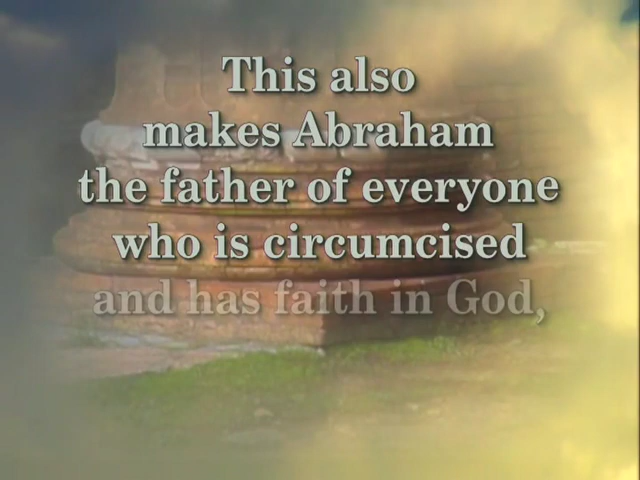 This also
makes Abraham
the father of everyone
who is circumcised
and has faith in God,